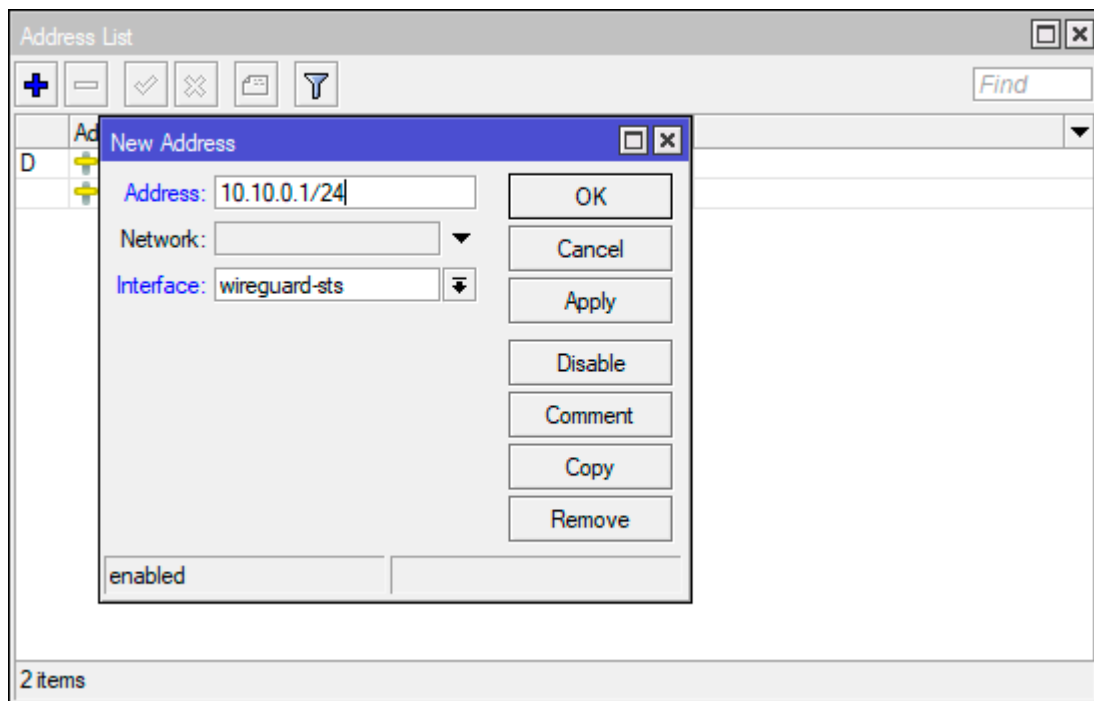 Address List
Find
Ad
New Address
D
Address: 10.10.0.1/24
OK
Network:
Cancel
Interface: wireguard-sts
Apply
Disable
Comment
Copy
Remove
enabled
2 items